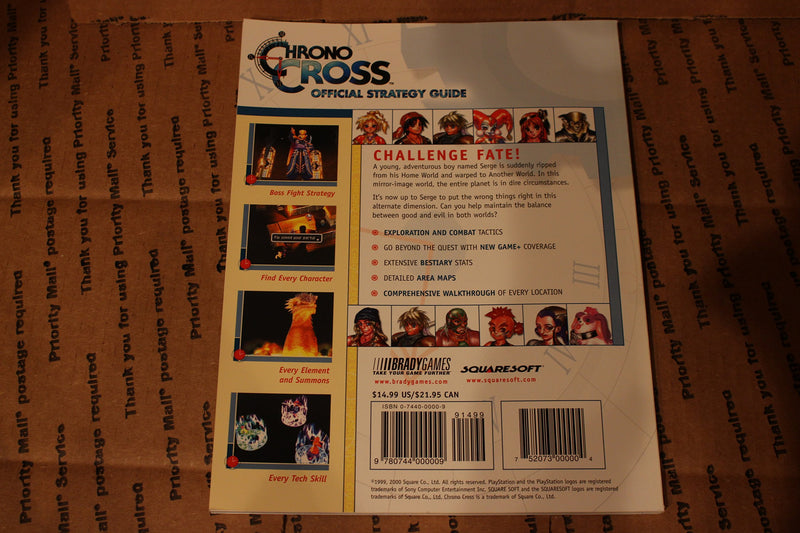 CHRONO
CROSS™
OFFICIAL STRATEGY GUIDE
XI
X
III
IV
Boss Fight Strategy
Find Every Character
Every Element
and Summons
Every Tech Skill
CHALLENGE FATE!
A young, adventurous boy named Serge is suddenly ripped
from his Home World and warped to Another World. In this
mirror-image world, the entire planet is in dire circumstances.
It's now up to Serge to put the wrong things right in this
alternate dimension. Can you help maintain the balance
between good and evil in both worlds?
EXPLORATION AND COMBAT TACTICS
GO BEYOND THE QUEST WITH NEW GAME+ COVERAGE
EXTENSIVE BESTIARY STATS
DETAILED AREA MAPS
COMPREHENSIVE WALKTHROUGH OF EVERY LOCATION
BRADYGAMES
TAKE YOUR GAME FURTHER®
www.bradygames.com
SQUARESOFT®
www.squaresoft.com
$14.99 US/$21.95 CAN
ISBN 0-7440-0000-9
91499
9 780744 000009
7 52073 00000 4
©1999, 2000 Square Co., Ltd. All rights reserved. PlayStation and the PlayStation logos are registered
trademarks of Sony Computer Entertainment Inc. SQUARE SOFT and the SQUARESOFT logo are registered
trademarks of Square Co., Ltd. Chrono Cross is a trademark of Square Co., Ltd.
Thank you for using Priority Mail® Service
Priority Mail® postage required